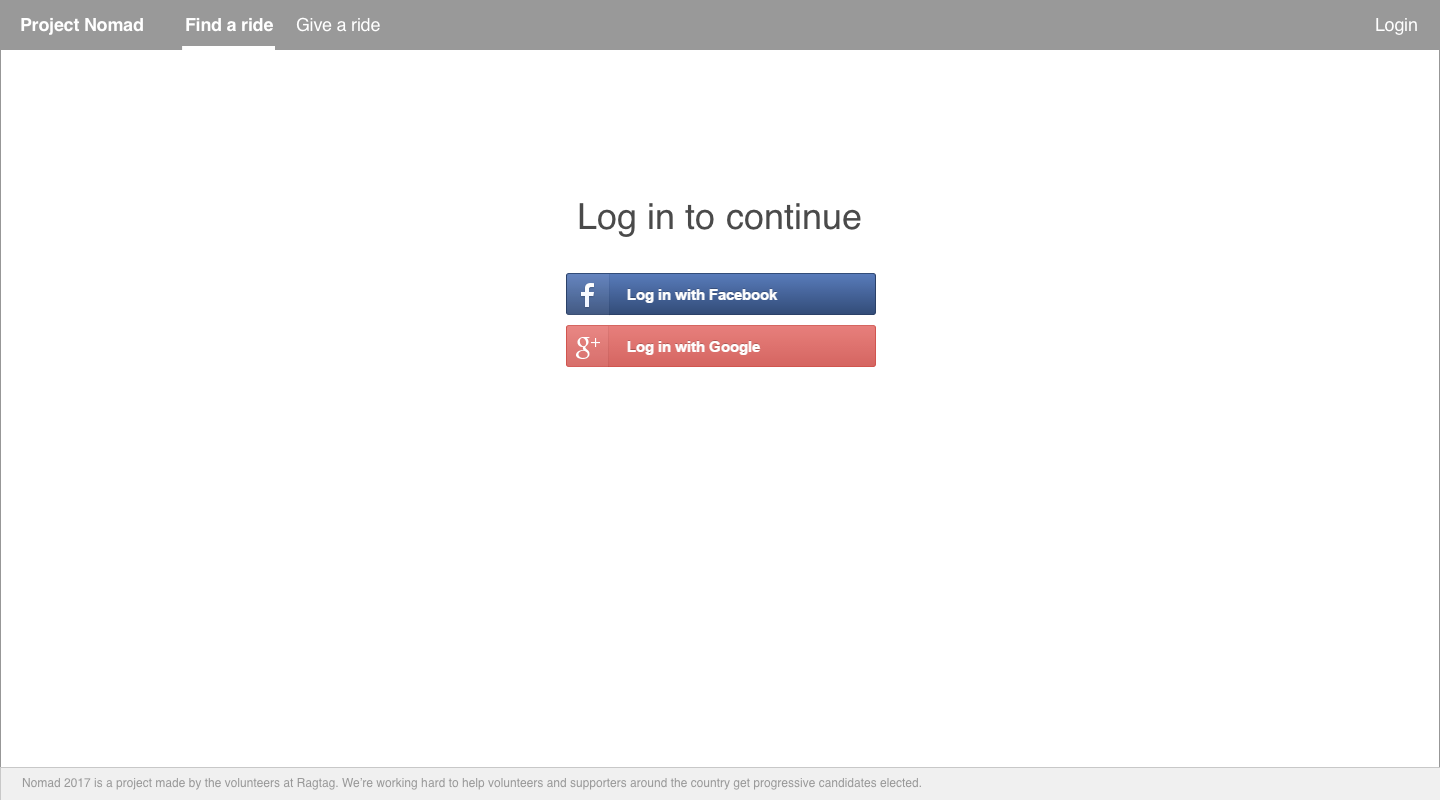 Project Nomad Find a ride Give a ride Login
Log in to continue
f Log in with Facebook
g+ Log in with Google
Nomad 2017 is a project made by the volunteers at Ragtag. We’re working hard to help volunteers and supporters around the country get progressive candidates elected.